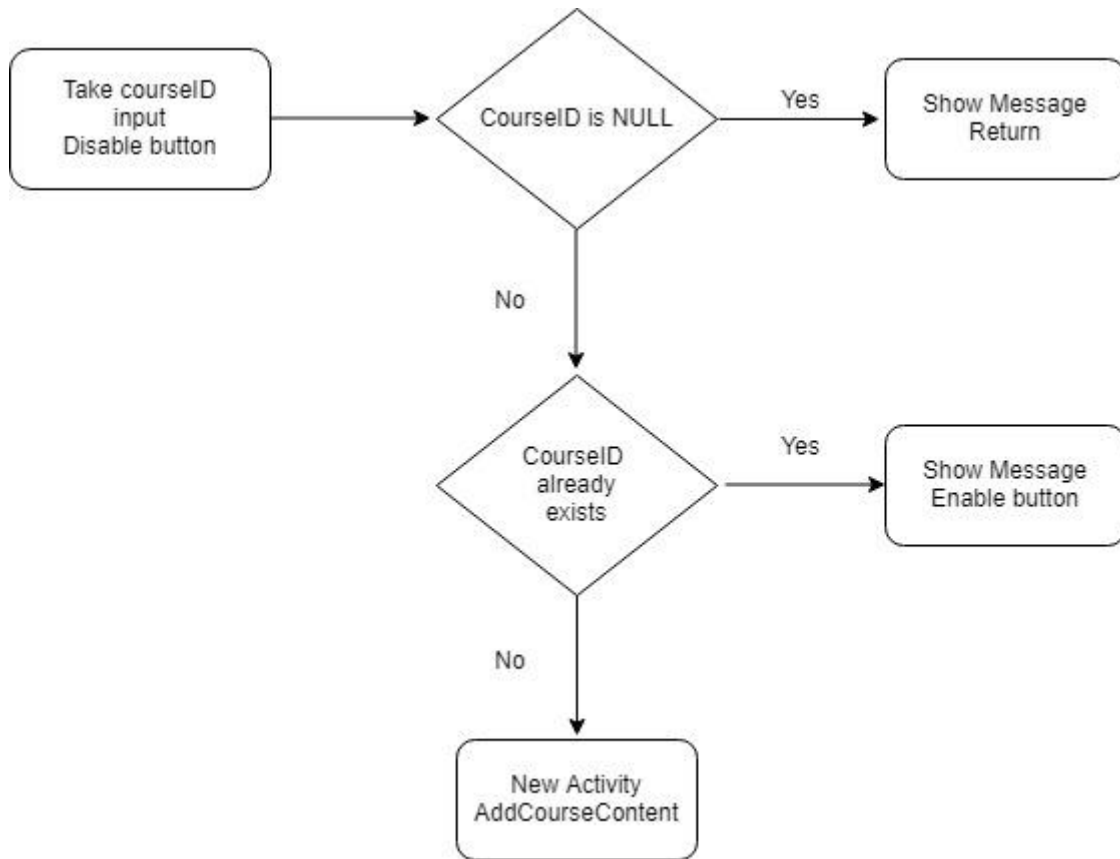 Take courseID
input
Disable button
CourseID is NULL
Yes
Show Message
Return
No
CourseID
already
exists
Yes
Show Message
Enable button
No
New Activity
AddCourseContent